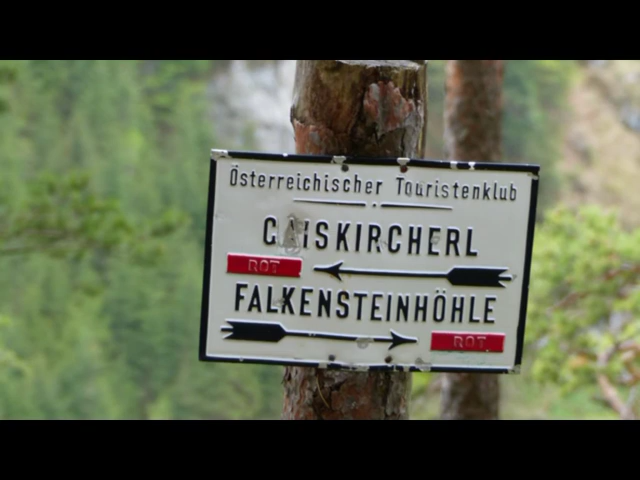 Österreichischer Touristenklub
GAISKIRCHERL
ROT
FALKENSTEINHÖHLE
ROT